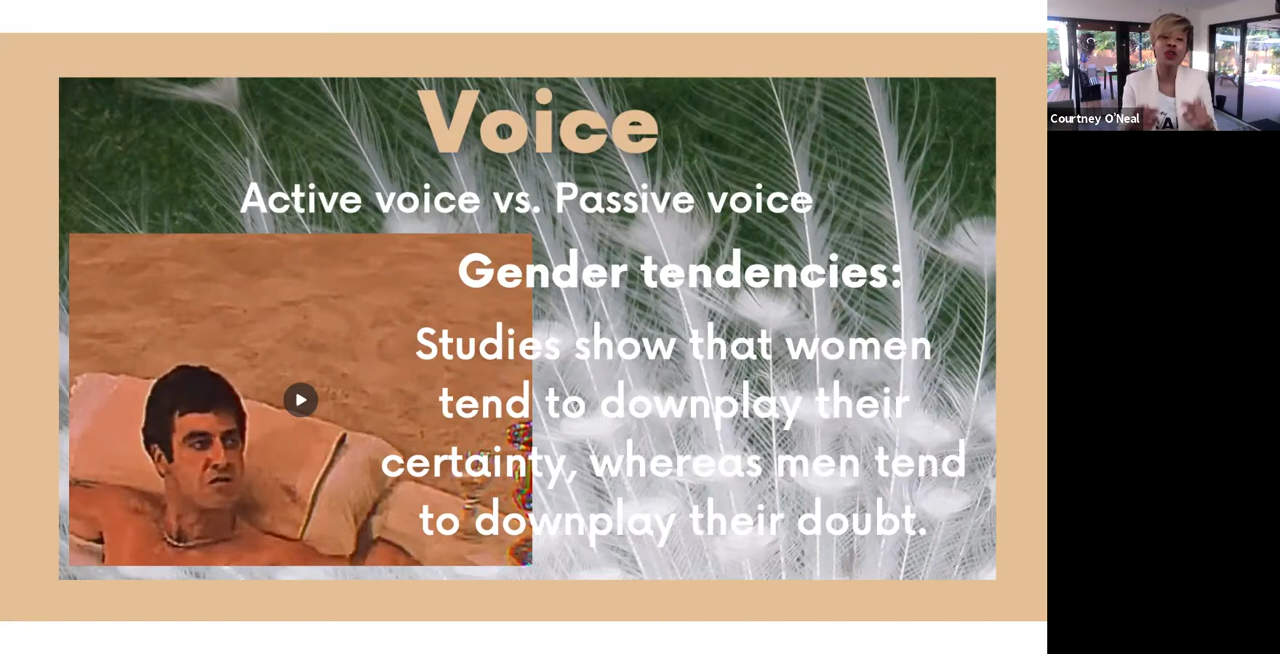 Voice
Active voice vs. Passive voice
Gender tendencies:
Studies show that women
tend to downplay their
certainty, whereas men tend
to downplay their doubt.
Courtney O'Neal